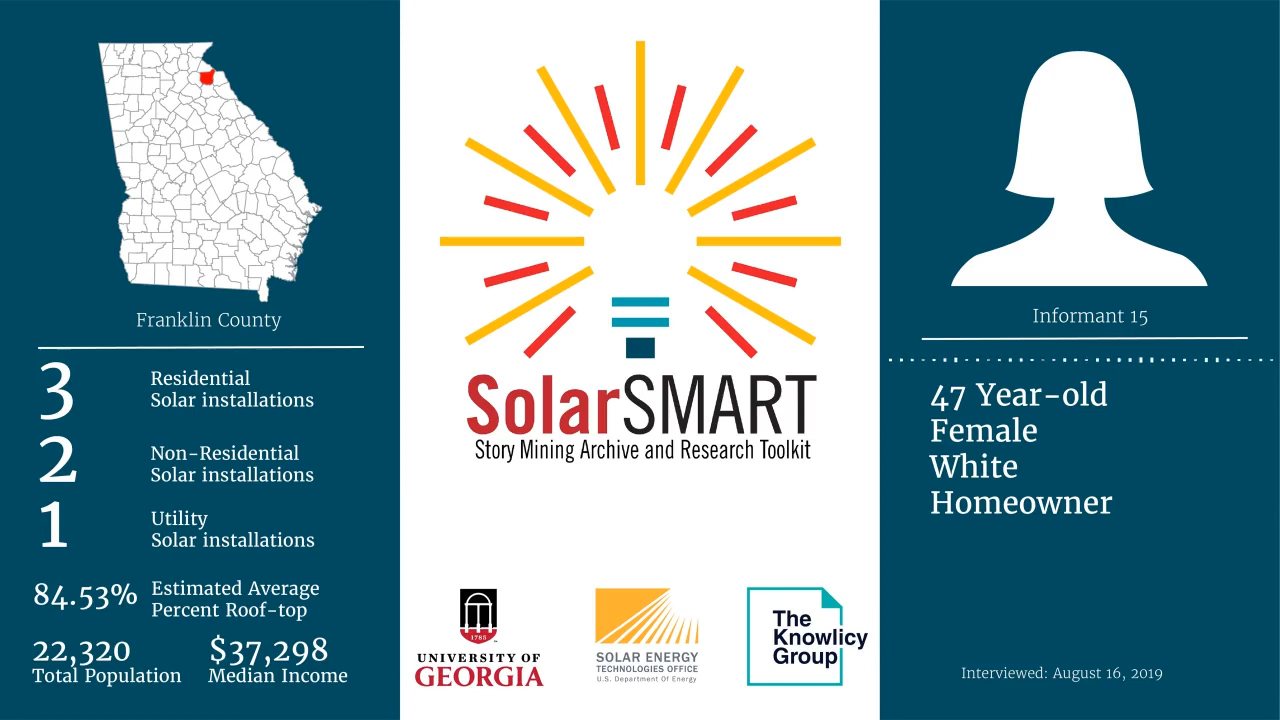 Franklin County
3
Residential
Solar installations
2
Non-Residential
Solar installations
1
Utility
Solar installations
84.53%
Estimated Average
Percent Roof-top
22,320
Total Population
$37,298
Median Income
SolarSMART
Story Mining Archive and Research Toolkit
1785
UNIVERSITY OF
GEORGIA
SOLAR ENERGY
TECHNOLOGIES OFFICE
U.S. Department Of Energy
The
Knowlicy
Group
Informant 15
47 Year-old
Female
White
Homeowner
Interviewed: August 16, 2019